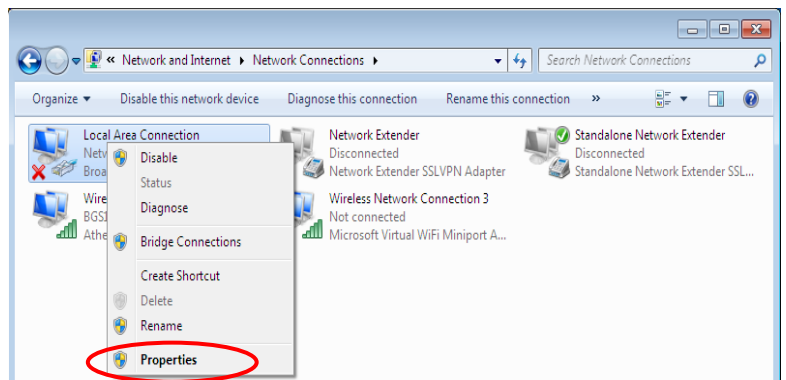 « Network and Internet ▸ Network Connections ▸ Search Network Connections
Organize ▾ Disable this network device Diagnose this connection Rename this connection »
Local Area Connection
Netw
Broa
Network Extender
Disconnected
Network Extender SSLVPN Adapter
Standalone Network Extender
Disconnected
Standalone Network Extender SSL...
Wire
Athe
Wireless Network Connection 3
Not connected
Microsoft Virtual WiFi Miniport A...
Disable
Status
Diagnose
Bridge Connections
Create Shortcut
Delete
Rename
Properties